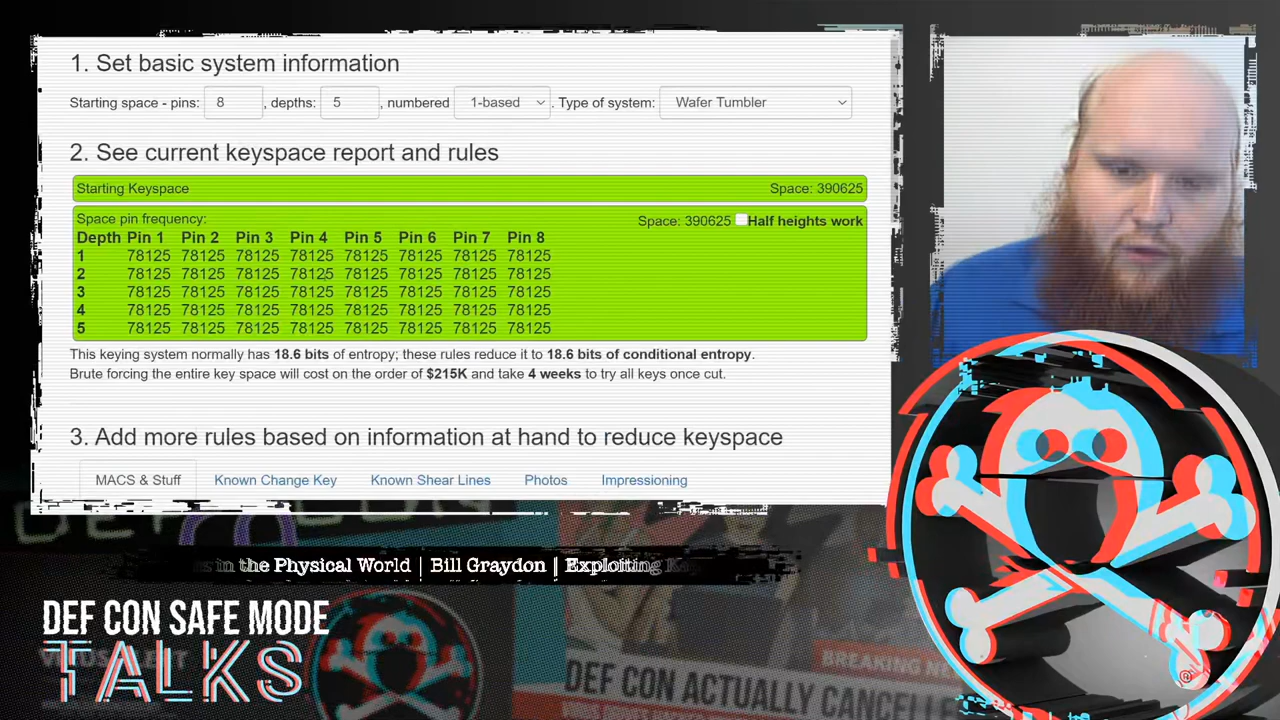 1. Set basic system information
Starting space - pins: 8 , depths: 5 , numbered 1-based . Type of system: Wafer Tumbler
2. See current keyspace report and rules
Starting Keyspace Space: 390625
Space pin frequency: Space: 390625 Half heights work
Depth Pin 1 Pin 2 Pin 3 Pin 4 Pin 5 Pin 6 Pin 7 Pin 8
1 78125 78125 78125 78125 78125 78125 78125 78125
2 78125 78125 78125 78125 78125 78125 78125 78125
3 78125 78125 78125 78125 78125 78125 78125 78125
4 78125 78125 78125 78125 78125 78125 78125 78125
5 78125 78125 78125 78125 78125 78125 78125 78125
This keying system normally has 18.6 bits of entropy; these rules reduce it to 18.6 bits of conditional entropy.
Brute forcing the entire key space will cost on the order of $215K and take 4 weeks to try all keys once cut.
3. Add more rules based on information at hand to reduce keyspace
MACS & Stuff Known Change Key Known Shear Lines Photos Impressioning
in the Physical World | Bill Graydon | Exploiting
DEF CON SAFE MODE
TALKS
BREAKING NE
DEF CON ACTUALLY CANCELLE
®